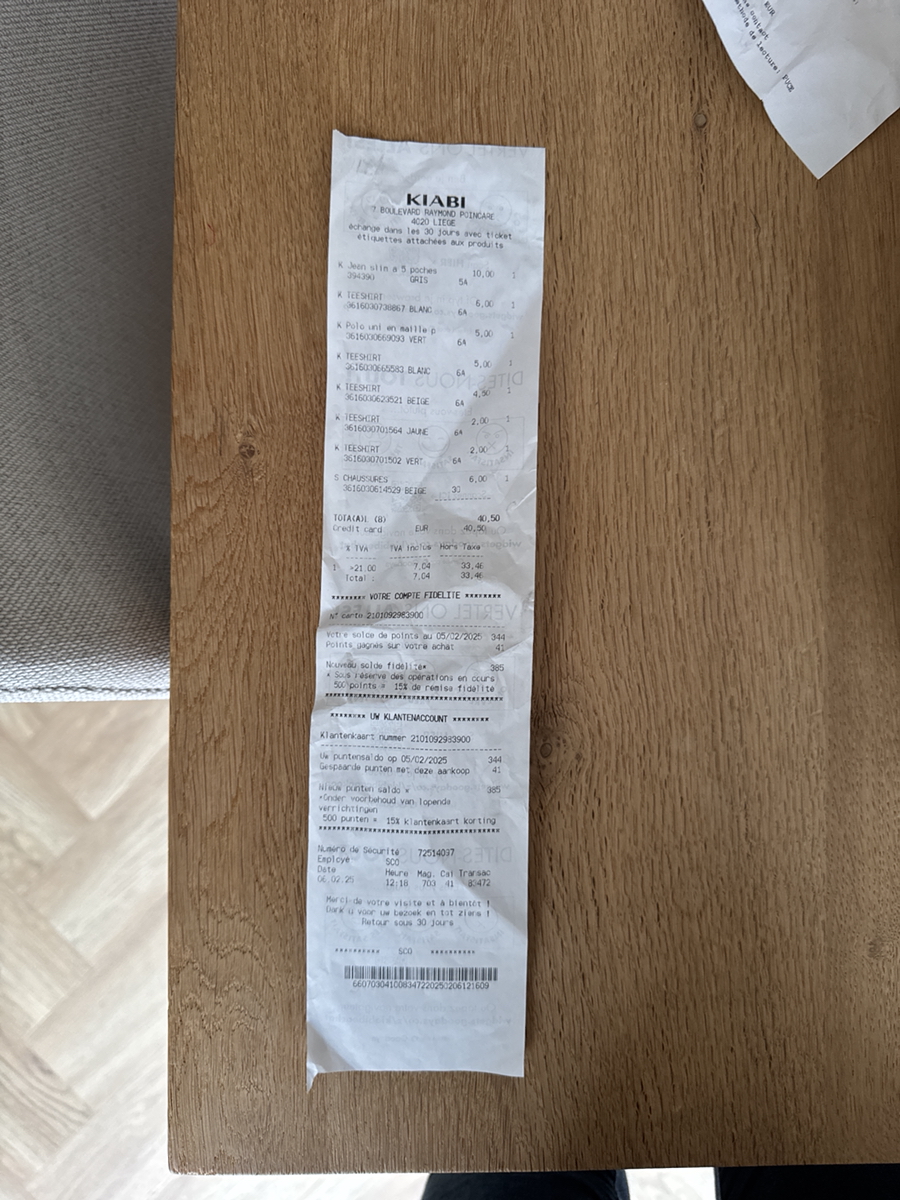 KIABI
7 BOULEVARD RAYMOND POINCARE
4020 LIEGE
échange dans les 30 jours avec ticket
étiquettes attachées aux produits
K Jean slim a 5 poches 10,00 1
394390 GRIS 5A
K TEESHIRT 6,00 1
3616030738867 BLANC 6A
K Polo uni en maille p 5,00 1
3616030669093 VERT 6A
K TEESHIRT 5,00 1
3616030665583 BLANC 6A
K TEESHIRT 4,50 1
3616030623521 BEIGE 6A
K TEESHIRT 2,00 1
3616030701564 JAUNE 6A
K TEESHIRT 2,00 1
3616030701502 VERT 6A
S CHAUSSURES 6,00 1
3616030614529 BEIGE 30
TOTA(A)L (8) 40,50
Credit card EUR 40,50
% TVA TVA Inclus Hors Taxe
1 >21.00 7,04 33,46
Total : 7,04 33,46
******** VOTRE COMPTE FIDELITE ********
N° carte 2101092983900
Votre solde de points au 05/02/2025 344
Points gagnés sur votre achat 41
Nouveau solde fidélité* 385
* Sous réserve des opérations en cours
500 points = 15% de remise fidélité
******** UW KLANTENACCOUNT ********
Klantenkaart nummer 2101092983900
Uw puntensaldo op 05/02/2025 344
Gespaarde punten met deze aankoop 41
Nieuw punten saldo * 385
*Onder voorbehoud van lopende
verrichtingen
500 punten = 15% klantenkaart korting
Numéro de Sécurité 72514037
Employé SCO
Date Heure Mag. Cai Transac
06.02.25 12:18 703 41 83472
Merci de votre visite et à bientôt !
Dank u voor uw bezoek en tot ziens !
Retour sous 30 jours
********** SCO **********
660703041008347220250206121609
EUR
contact
méthode de lecture: PUCE